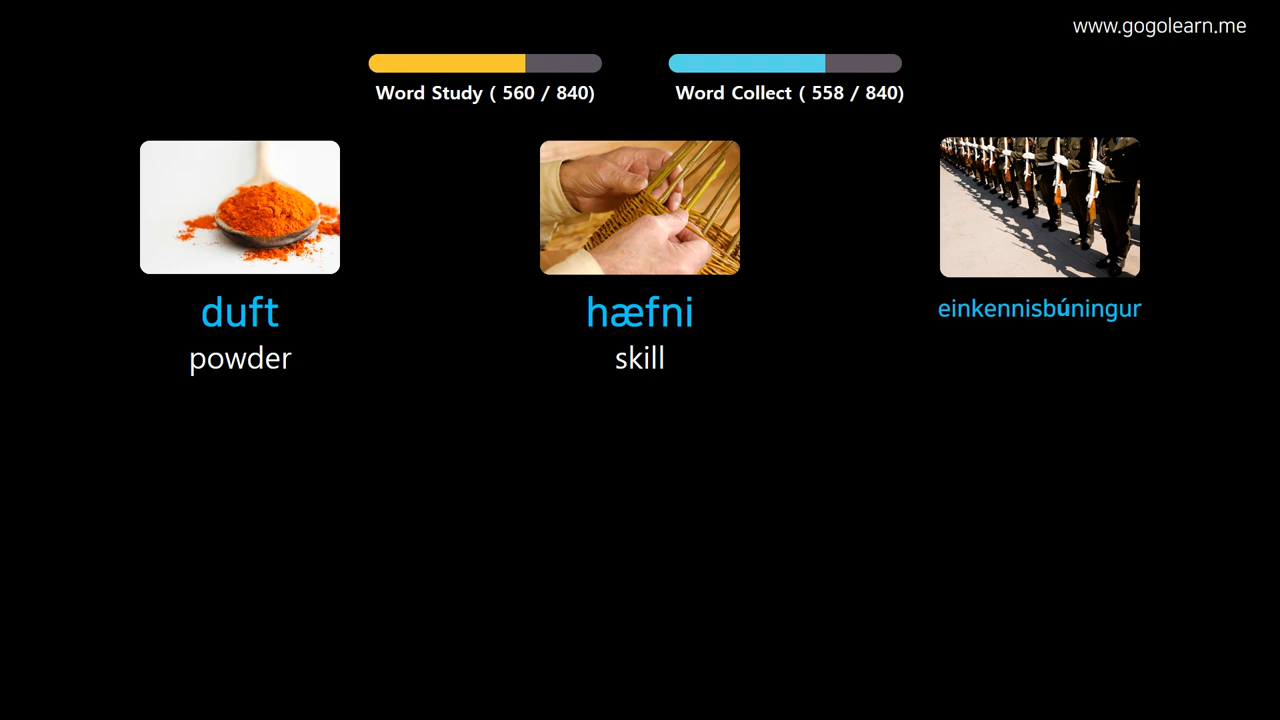 www.gogolearn.me
Word Study ( 560 / 840)
Word Collect ( 558 / 840)
duft
powder
hæfni
skill
einkennisbúningur